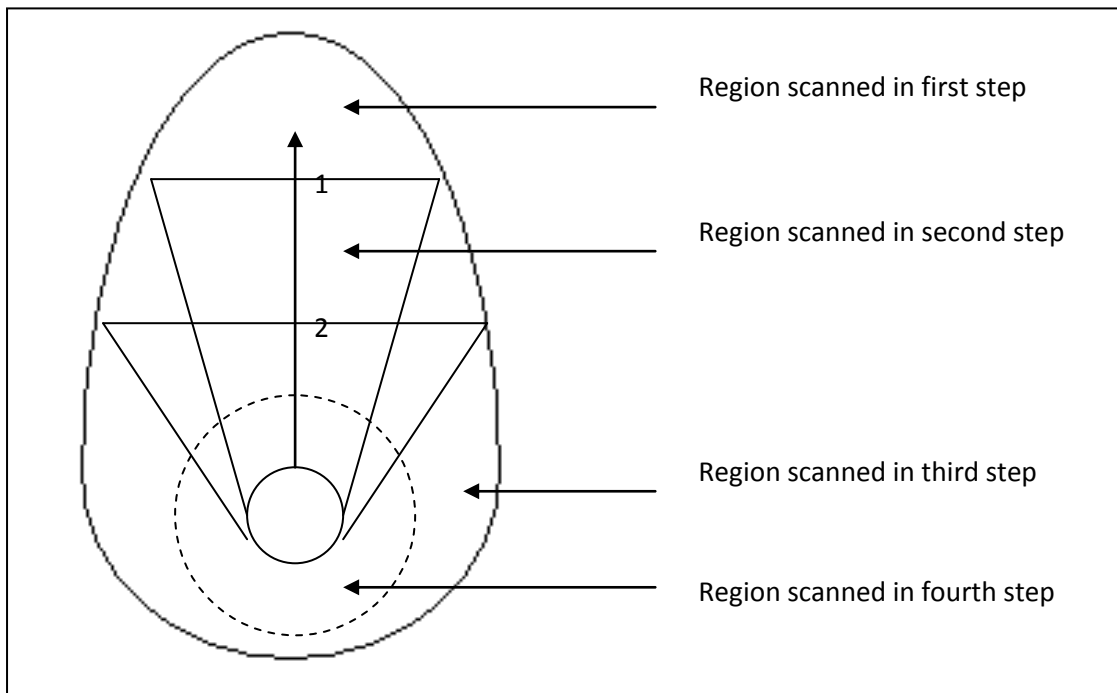 Region scanned in first step
1
Region scanned in second step
2
Region scanned in third step
Region scanned in fourth step